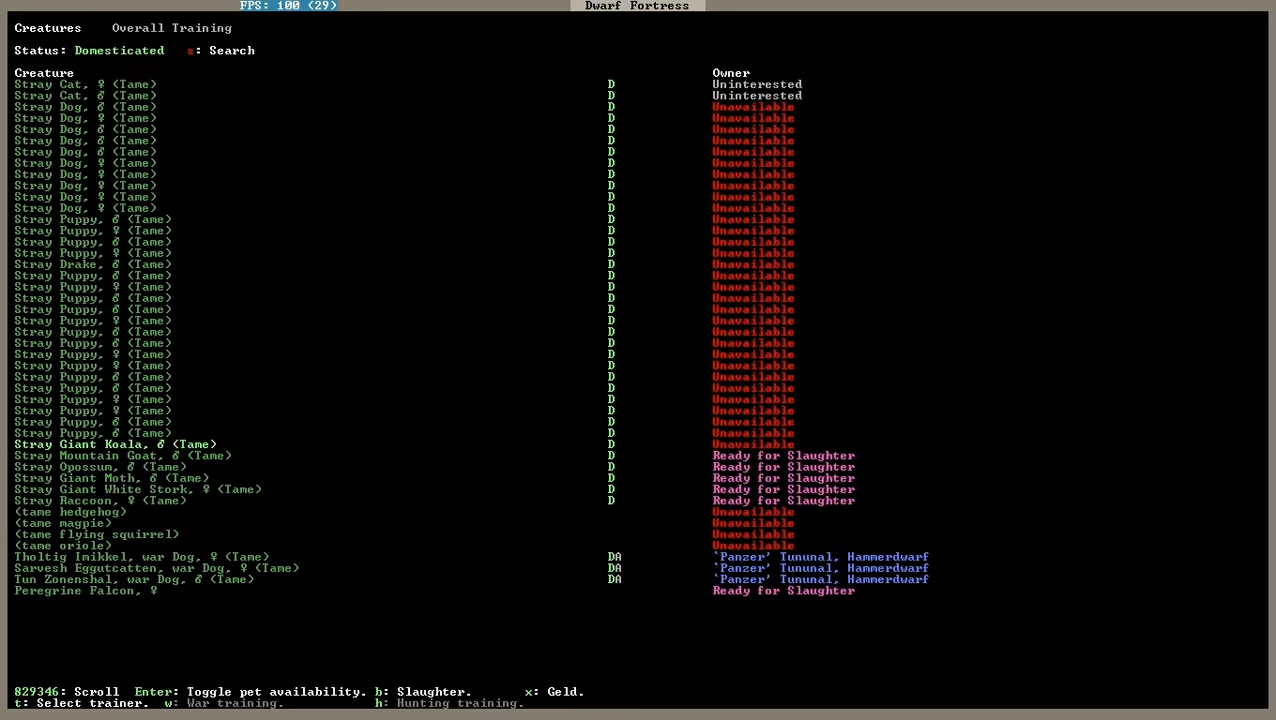 FPS: 100 (29) Dwarf Fortress
Creatures Overall Training
Status: Domesticated s: Search
Creature Owner
Stray Cat, ♀ (Tame) D Uninterested
Stray Cat, ♂ (Tame) D Uninterested
Stray Dog, ♂ (Tame) D Unavailable
Stray Dog, ♀ (Tame) D Unavailable
Stray Dog, ♂ (Tame) D Unavailable
Stray Dog, ♂ (Tame) D Unavailable
Stray Dog, ♂ (Tame) D Unavailable
Stray Dog, ♀ (Tame) D Unavailable
Stray Dog, ♀ (Tame) D Unavailable
Stray Dog, ♀ (Tame) D Unavailable
Stray Dog, ♀ (Tame) D Unavailable
Stray Dog, ♀ (Tame) D Unavailable
Stray Puppy, ♂ (Tame) D Unavailable
Stray Puppy, ♀ (Tame) D Unavailable
Stray Puppy, ♂ (Tame) D Unavailable
Stray Puppy, ♀ (Tame) D Unavailable
Stray Drake, ♂ (Tame) D Unavailable
Stray Puppy, ♂ (Tame) D Unavailable
Stray Puppy, ♀ (Tame) D Unavailable
Stray Puppy, ♂ (Tame) D Unavailable
Stray Puppy, ♂ (Tame) D Unavailable
Stray Puppy, ♀ (Tame) D Unavailable
Stray Puppy, ♂ (Tame) D Unavailable
Stray Puppy, ♂ (Tame) D Unavailable
Stray Puppy, ♀ (Tame) D Unavailable
Stray Puppy, ♀ (Tame) D Unavailable
Stray Puppy, ♂ (Tame) D Unavailable
Stray Puppy, ♂ (Tame) D Unavailable
Stray Puppy, ♀ (Tame) D Unavailable
Stray Puppy, ♀ (Tame) D Unavailable
Stray Puppy, ♂ (Tame) D Unavailable
Stray Puppy, ♂ (Tame) D Unavailable
Stray Giant Koala, ♂ (Tame) D Unavailable
Stray Mountain Goat, ♂ (Tame) D Ready for Slaughter
Stray Opossum, ♂ (Tame) D Ready for Slaughter
Stray Giant Moth, ♂ (Tame) D Ready for Slaughter
Stray Giant White Stork, ♀ (Tame) D Ready for Slaughter
Stray Raccoon, ♀ (Tame) D Ready for Slaughter
(tame hedgehog) Unavailable
(tame magpie) Unavailable
(tame flying squirrel) Unavailable
(tame oriole) Unavailable
Tholtig Inikkel, war Dog, ♀ (Tame) DA `Panzer' Tununal, Hammerdwarf
Sarvesh Eggutcatten, war Dog, ♀ (Tame) DA `Panzer' Tununal, Hammerdwarf
Tun Zonenshal, war Dog, ♂ (Tame) DA `Panzer' Tununal, Hammerdwarf
Peregrine Falcon, ♀ Ready for Slaughter
829346: Scroll Enter: Toggle pet availability. b: Slaughter. x: Geld.
t: Select trainer. w: War training. h: Hunting training.